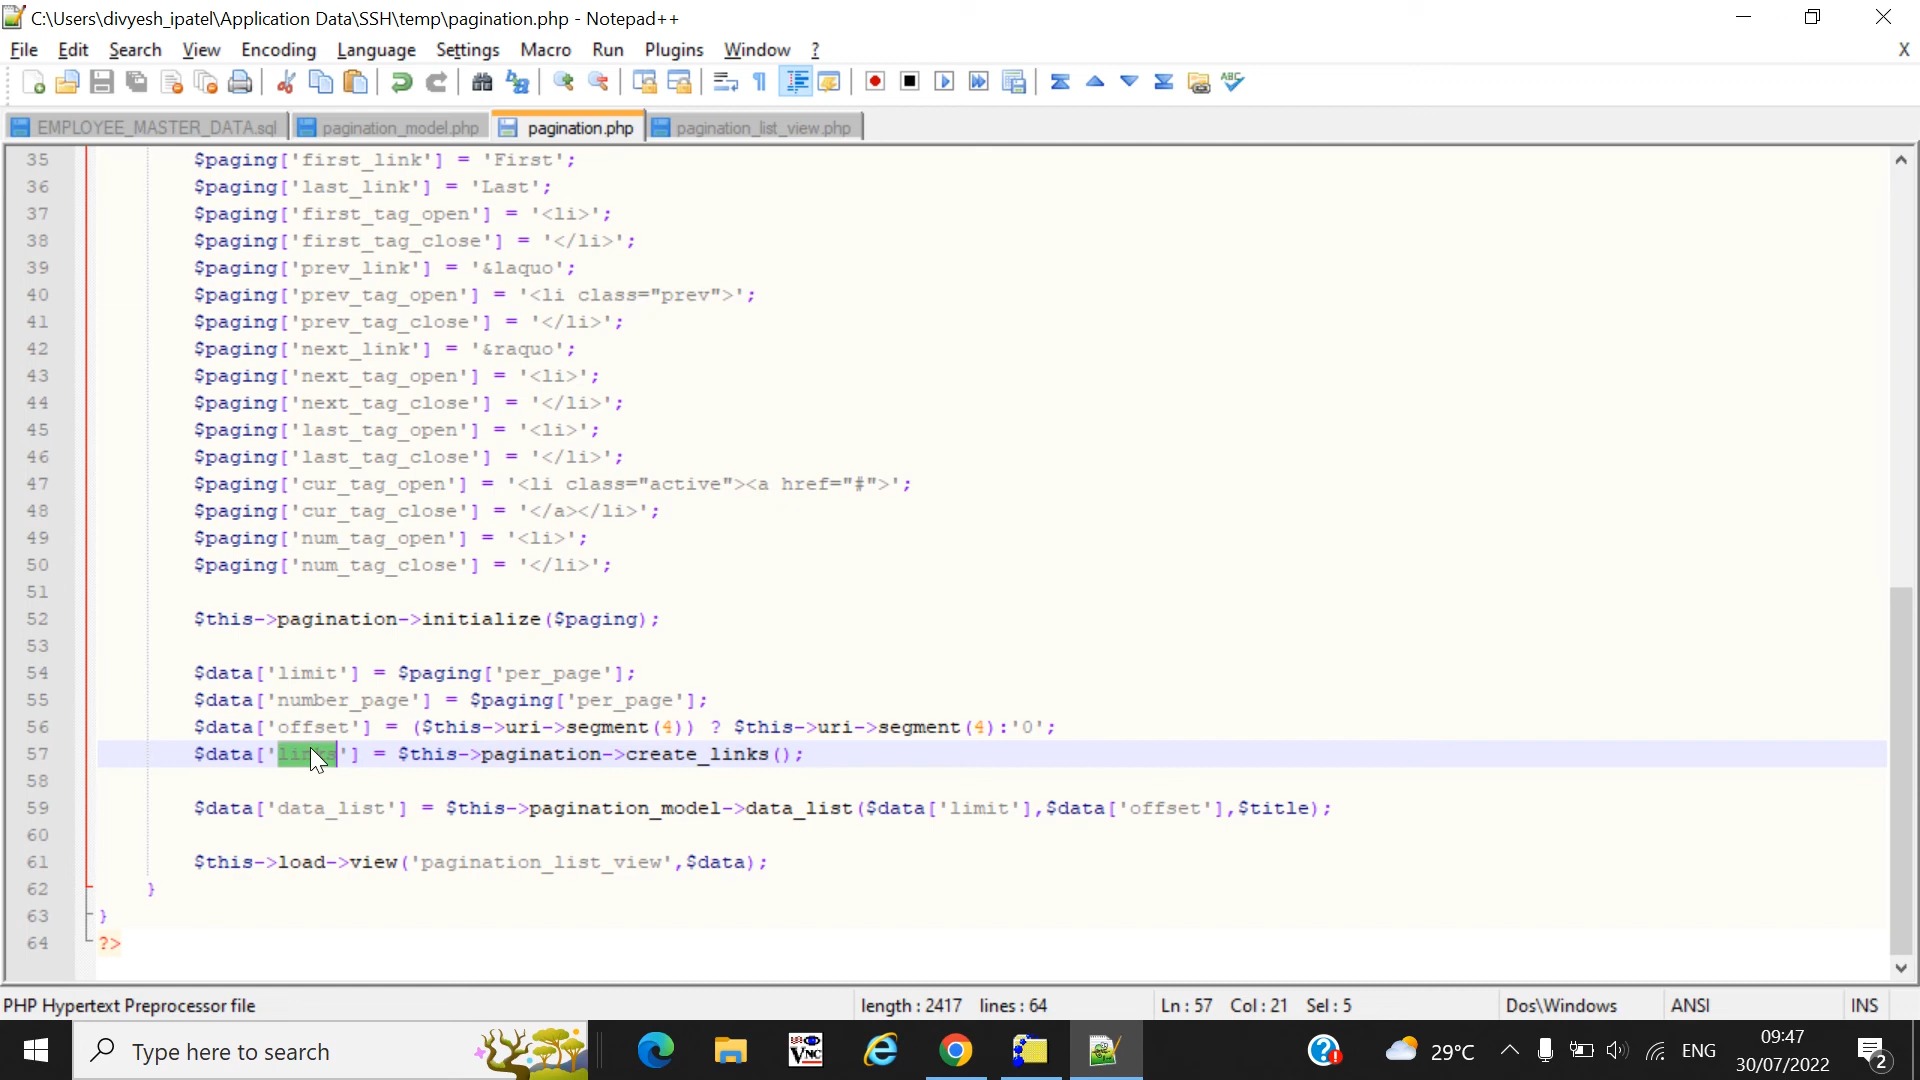 C:\Users\divyesh_ipatel\Application Data\SSH\temp\pagination.php - Notepad++
File Edit Search View Encoding Language Settings Macro Run Plugins Window ? X
EMPLOYEE_MASTER_DATA.sql pagination_model.php pagination.php pagination_list_view.php
35 $paging['first_link'] = 'First';
36 $paging['last_link'] = 'Last';
37 $paging['first_tag_open'] = '<li>';
38 $paging['first_tag_close'] = '</li>';
39 $paging['prev_link'] = '&laquo';
40 $paging['prev_tag_open'] = '<li class="prev">';
41 $paging['prev_tag_close'] = '</li>';
42 $paging['next_link'] = '&raquo';
43 $paging['next_tag_open'] = '<li>';
44 $paging['next_tag_close'] = '</li>';
45 $paging['last_tag_open'] = '<li>';
46 $paging['last_tag_close'] = '</li>';
47 $paging['cur_tag_open'] = '<li class="active"><a href="#">';
48 $paging['cur_tag_close'] = '</a></li>';
49 $paging['num_tag_open'] = '<li>';
50 $paging['num_tag_close'] = '</li>';
51
52 $this->pagination->initialize($paging);
53
54 $data['limit'] = $paging['per_page'];
55 $data['number_page'] = $paging['per_page'];
56 $data['offset'] = ($this->uri->segment(4)) ? $this->uri->segment(4):'0';
57 $data['links'] = $this->pagination->create_links();
58
59 $data['data_list'] = $this->pagination_model->data_list($data['limit'],$data['offset'],$title);
60
61 $this->load->view('pagination_list_view',$data);
62 }
63 }
64 ?>
PHP Hypertext Preprocessor file length : 2417 lines : 64 Ln : 57 Col : 21 Sel : 5 Dos\Windows ANSI INS
Type here to search 29°C ENG 09:47
30/07/2022 2